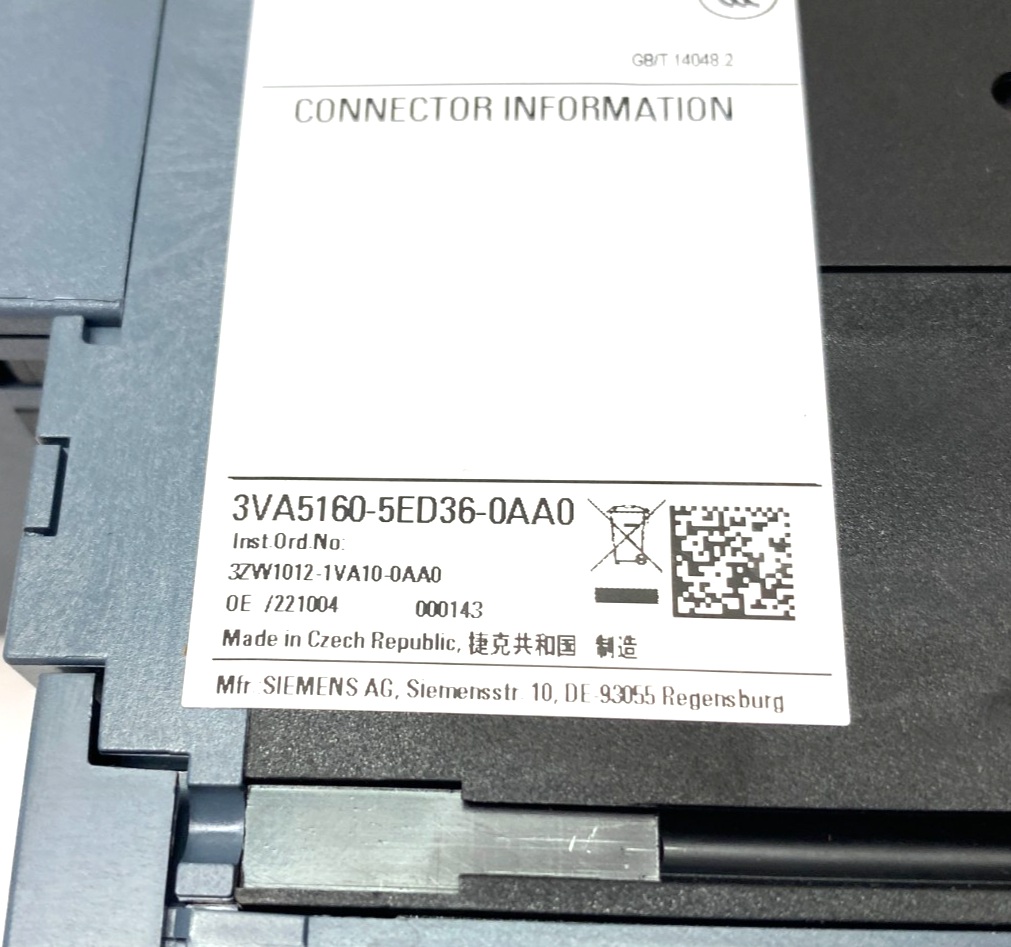 GB/T 14048.2
CONNECTOR INFORMATION
3VA5160-5ED36-0AA0
Inst.Ord.No:
3ZW1012-1VA10-0AA0
OE /221004 000143
Made in Czech Republic, 捷克共和国 制造
Mfr. SIEMENS AG, Siemensstr. 10, DE-93055 Regensburg